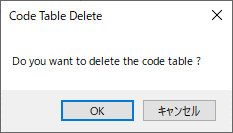 Code Table Delete
Do you want to delete the code table ?
OK
キャンセル